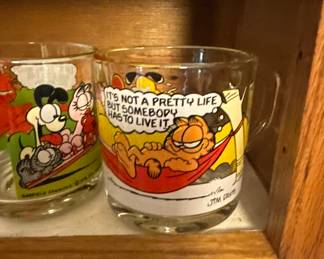 IT'S NOT A PRETTY LIFE
BUT SOMEBODY
HAS TO LIVE IT
JIM DAVIS